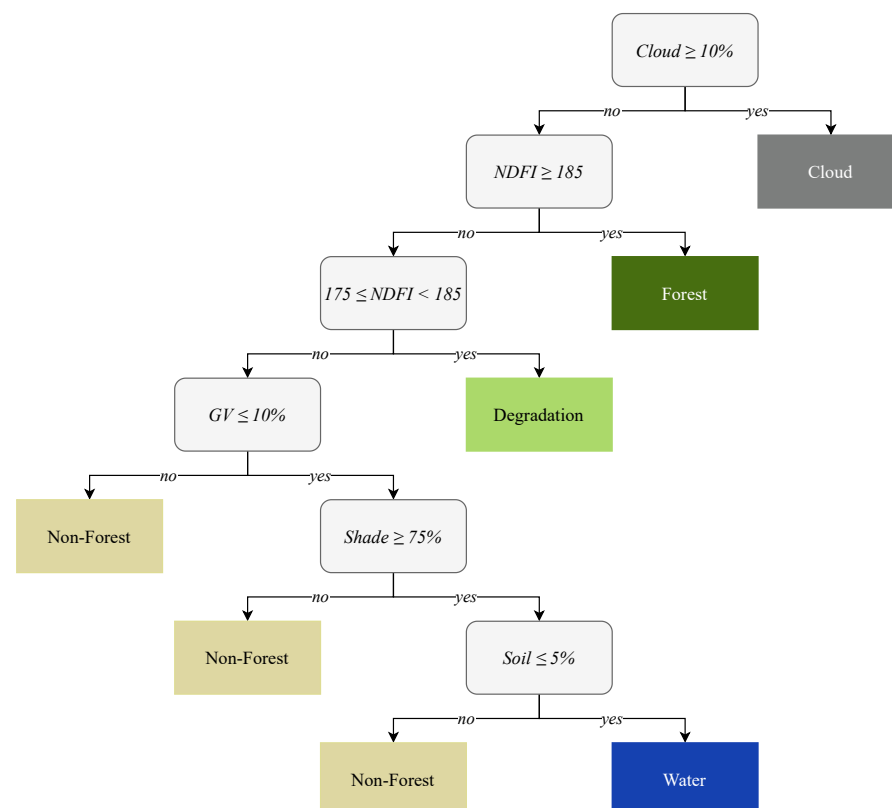 Cloud ≥ 10%
no
yes
NDFI ≥ 185
Cloud
no
yes
175 ≤ NDFI < 185
Forest
no
yes
GV ≤ 10%
Degradation
no
yes
Non-Forest
Shade ≥ 75%
no
yes
Non-Forest
Soil ≤ 5%
no
yes
Non-Forest
Water